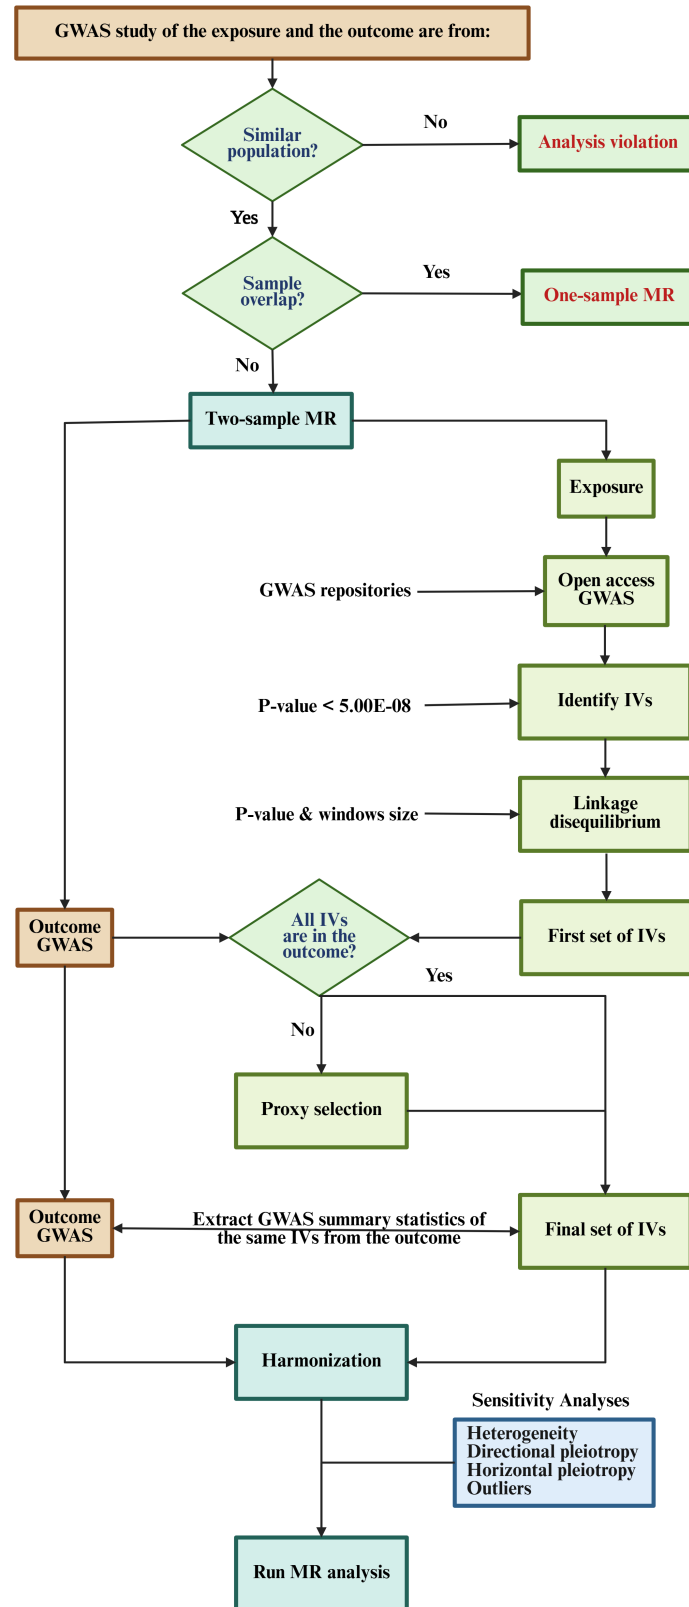 GWAS study of the exposure and the outcome are from:
Similar
population?
No
Analysis violation
Yes
Sample
overlap?
Yes
One-sample MR
No
Two-sample MR
Exposure
GWAS repositories
Open access
GWAS
P-value < 5.00E-08
Identify IVs
P-value & windows size
Linkage
disequilibrium
Outcome
GWAS
All IVs
are in the
outcome?
First set of IVs
Yes
No
Proxy selection
Outcome
GWAS
Extract GWAS summary statistics of
the same IVs from the outcome
Final set of IVs
Harmonization
Sensitivity Analyses
Heterogeneity
Directional pleiotropy
Horizontal pleiotropy
Outliers
Run MR analysis